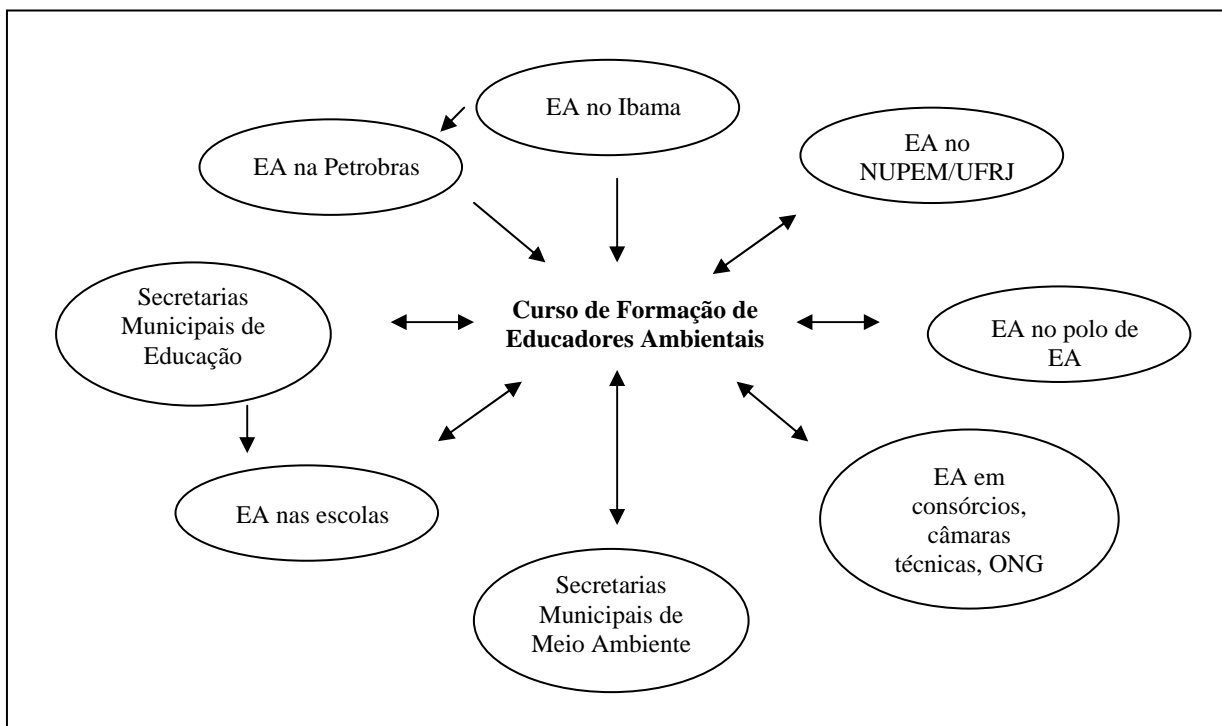 EA no Ibama
EA na Petrobras
EA no
NUPEM/UFRJ
Secretarias
Municipais de
Educação
Curso de Formação de
Educadores Ambientais
EA no polo de
EA
EA nas escolas
EA em
consórcios,
câmaras
técnicas, ONG
Secretarias
Municipais de
Meio Ambiente